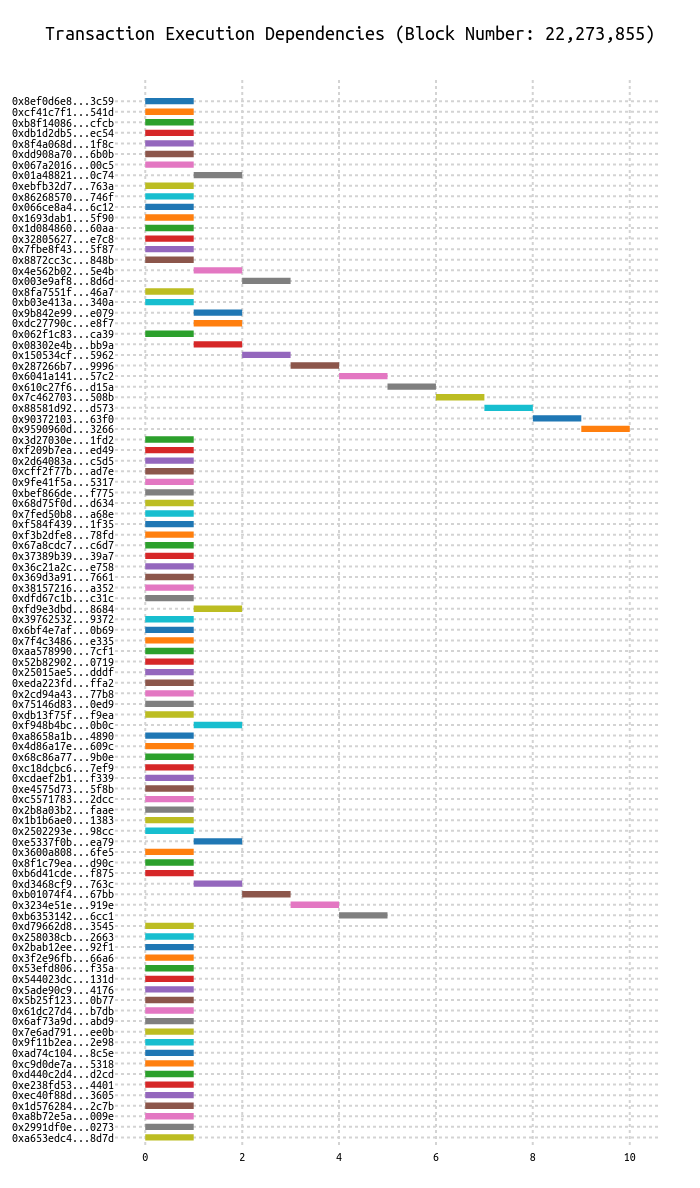 Transaction Execution Dependencies (Block Number: 22,273,855)
0x8ef0d6e8...3c59
0xcf41c7f1...541d
0xb8f14086...cfcb
0xdb1d2db5...ec54
0x8f4a068d...1f8c
0xdd908a70...6b0b
0x067a2016...00c5
0x01a48821...0c74
0xebfb32d7...763a
0x86268570...746f
0x066ce8a4...6c12
0x1693dab1...5f90
0x1d084860...60aa
0x32805627...e7c8
0x7fbe8f43...5f87
0x8872cc3c...848b
0x4e562b02...5e4b
0x003e9af8...8d6d
0x8fa7551f...46a7
0xb03e413a...340a
0x9b842e99...e079
0xdc27790c...e8f7
0x062f1c83...ca39
0x08302e4b...bb9a
0x150534cf...5962
0x287266b7...9996
0x6041a141...57c2
0x610c27f6...d15a
0x7c462703...508b
0x88581d92...d573
0x90372103...63f0
0x9590960d...3266
0x3d27030e...1fd2
0xf209b7ea...ed49
0x2d64083a...c5d5
0xcff2f77b...ad7e
0x9fe41f5a...5317
0xbef866de...f775
0x68d75f0d...d634
0x7fed50b8...a68e
0xf584f439...1f35
0xf3b2dfe8...78fd
0x67a8cdc7...c6d7
0x37389b39...39a7
0x36c21a2c...e758
0x369d3a91...7661
0x38157216...a352
0xdfd67c1b...c31c
0xfd9e3dbd...8684
0x39762532...9372
0x6bf4e7af...0b69
0x7f4c3486...e335
0xaa578990...7cf1
0x52b82902...0719
0x25015ae5...dddf
0xeda223fd...ffa2
0x2cd94a43...77b8
0x75146d83...0ed9
0xdb13f75f...f9ea
0xf948b4bc...0b0c
0xa8658a1b...4890
0x4d86a17e...609c
0x68c86a77...9b0e
0xc18dcbc6...7ef9
0xcdaef2b1...f339
0xe4575d73...5f8b
0xc5571783...2dcc
0x2b8a03b2...faae
0x1b1b6ae0...1383
0x2502293e...98cc
0xe5337f0b...ea79
0x3600a808...6fe5
0x8f1c79ea...d90c
0xb6d41cde...f875
0xd3468cf9...763c
0xb01074f4...67bb
0x3234e51e...919e
0xb6353142...6cc1
0xd79662d8...3545
0x258038cb...2663
0x2bab12ee...92f1
0x3f2e96fb...66a6
0x53efd806...f35a
0x544023dc...131d
0x5ade90c9...4176
0x5b25f123...0b77
0x61dc27d4...b7db
0x6af73a9d...abd9
0x7e6ad791...ee0b
0x9f11b2ea...2e98
0xad74c104...8c5e
0xc9d0de7a...5318
0xd440c2d4...d2cd
0xe238fd53...4401
0xec40f88d...3605
0x1d576284...2c7b
0xa8b72e5a...009e
0x2991df0e...0273
0xa653edc4...8d7d
0 2 4 6 8 10